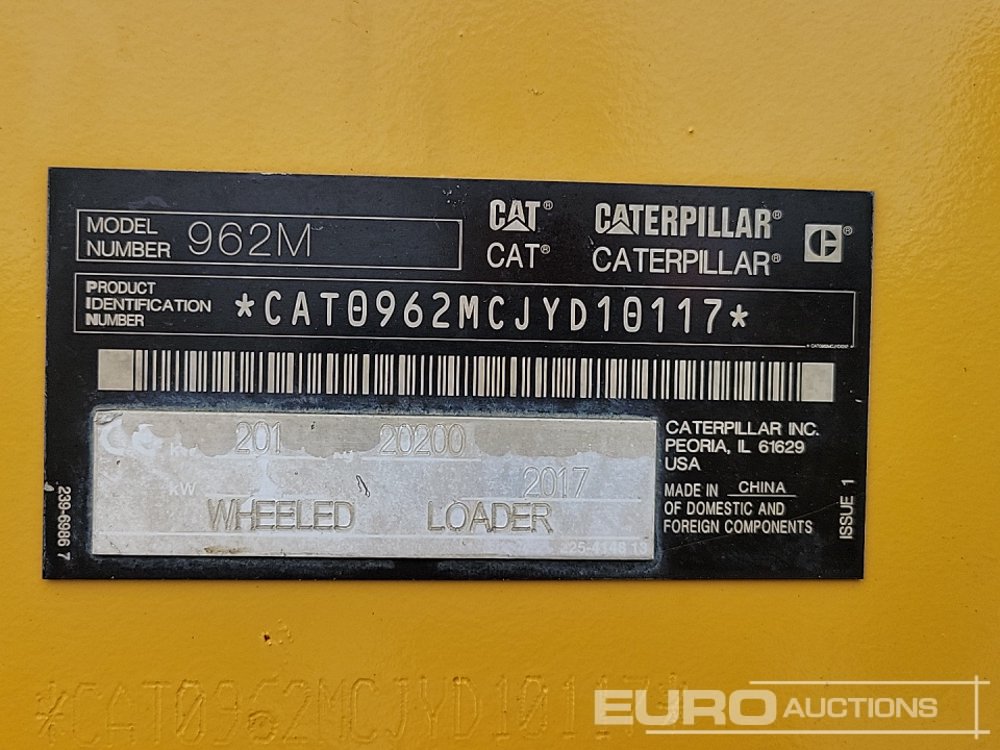 MODEL NUMBER 962M
CAT® CATERPILLAR®
CAT® CATERPILLAR®
PRODUCT IDENTIFICATION NUMBER *CAT0962MCJYD10117*
201 20200
kW 2017
WHEELED LOADER
CATERPILLAR INC.
PEORIA, IL 61629
USA
MADE IN CHINA
OF DOMESTIC AND
FOREIGN COMPONENTS
ISSUE 1
239-6986 7
*CAT0962MCJYD10117*
EURO AUCTIONS